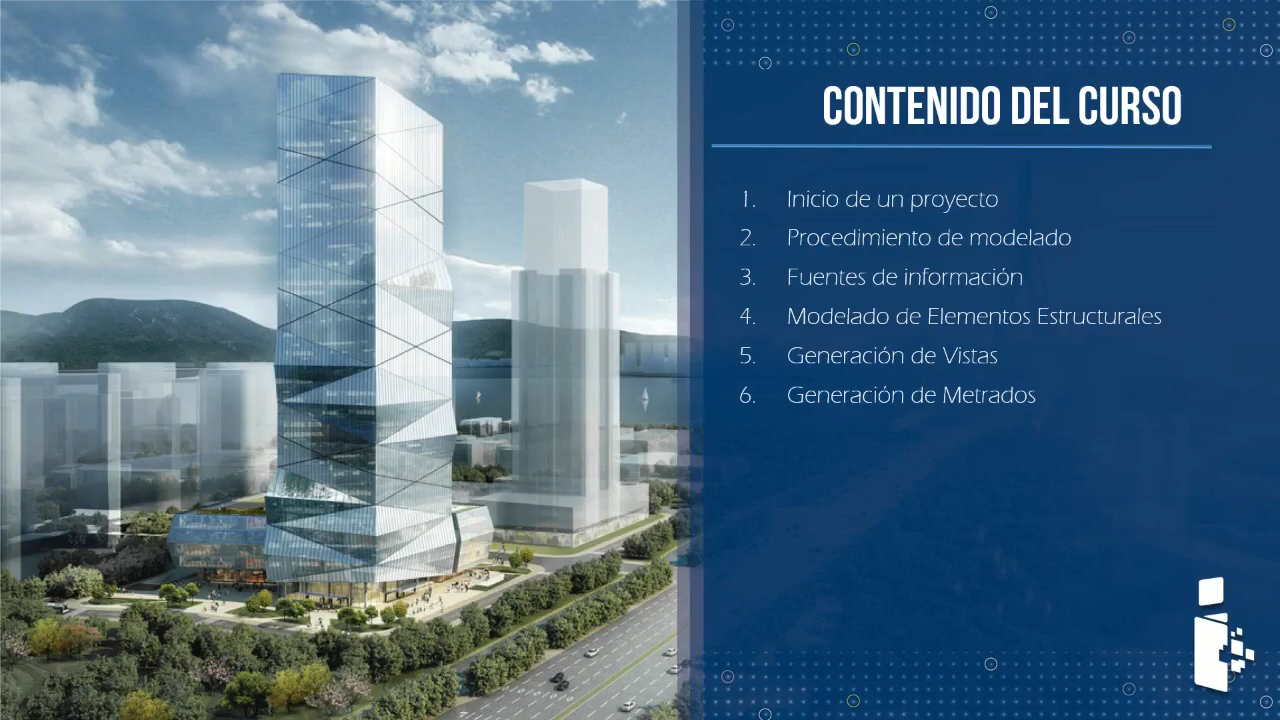 CONTENIDO DEL CURSO
1. Inicio de un proyecto
2. Procedimiento de modelado
3. Fuentes de información
4. Modelado de Elementos Estructurales
5. Generación de Vistas
6. Generación de Metrados